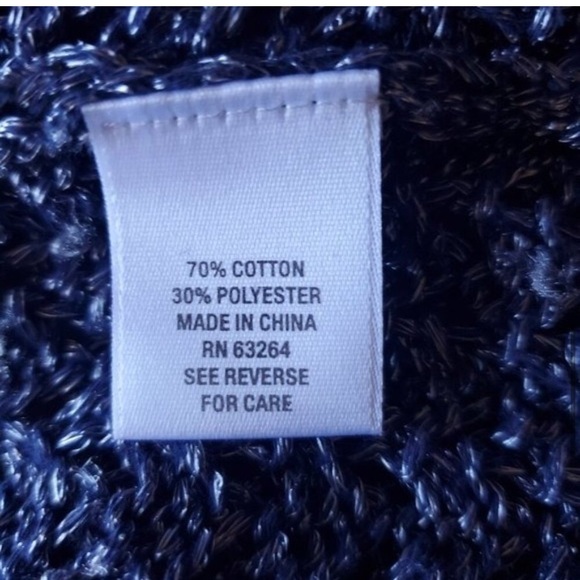 70% COTTON
30% POLYESTER
MADE IN CHINA
RN 63264
SEE REVERSE
FOR CARE